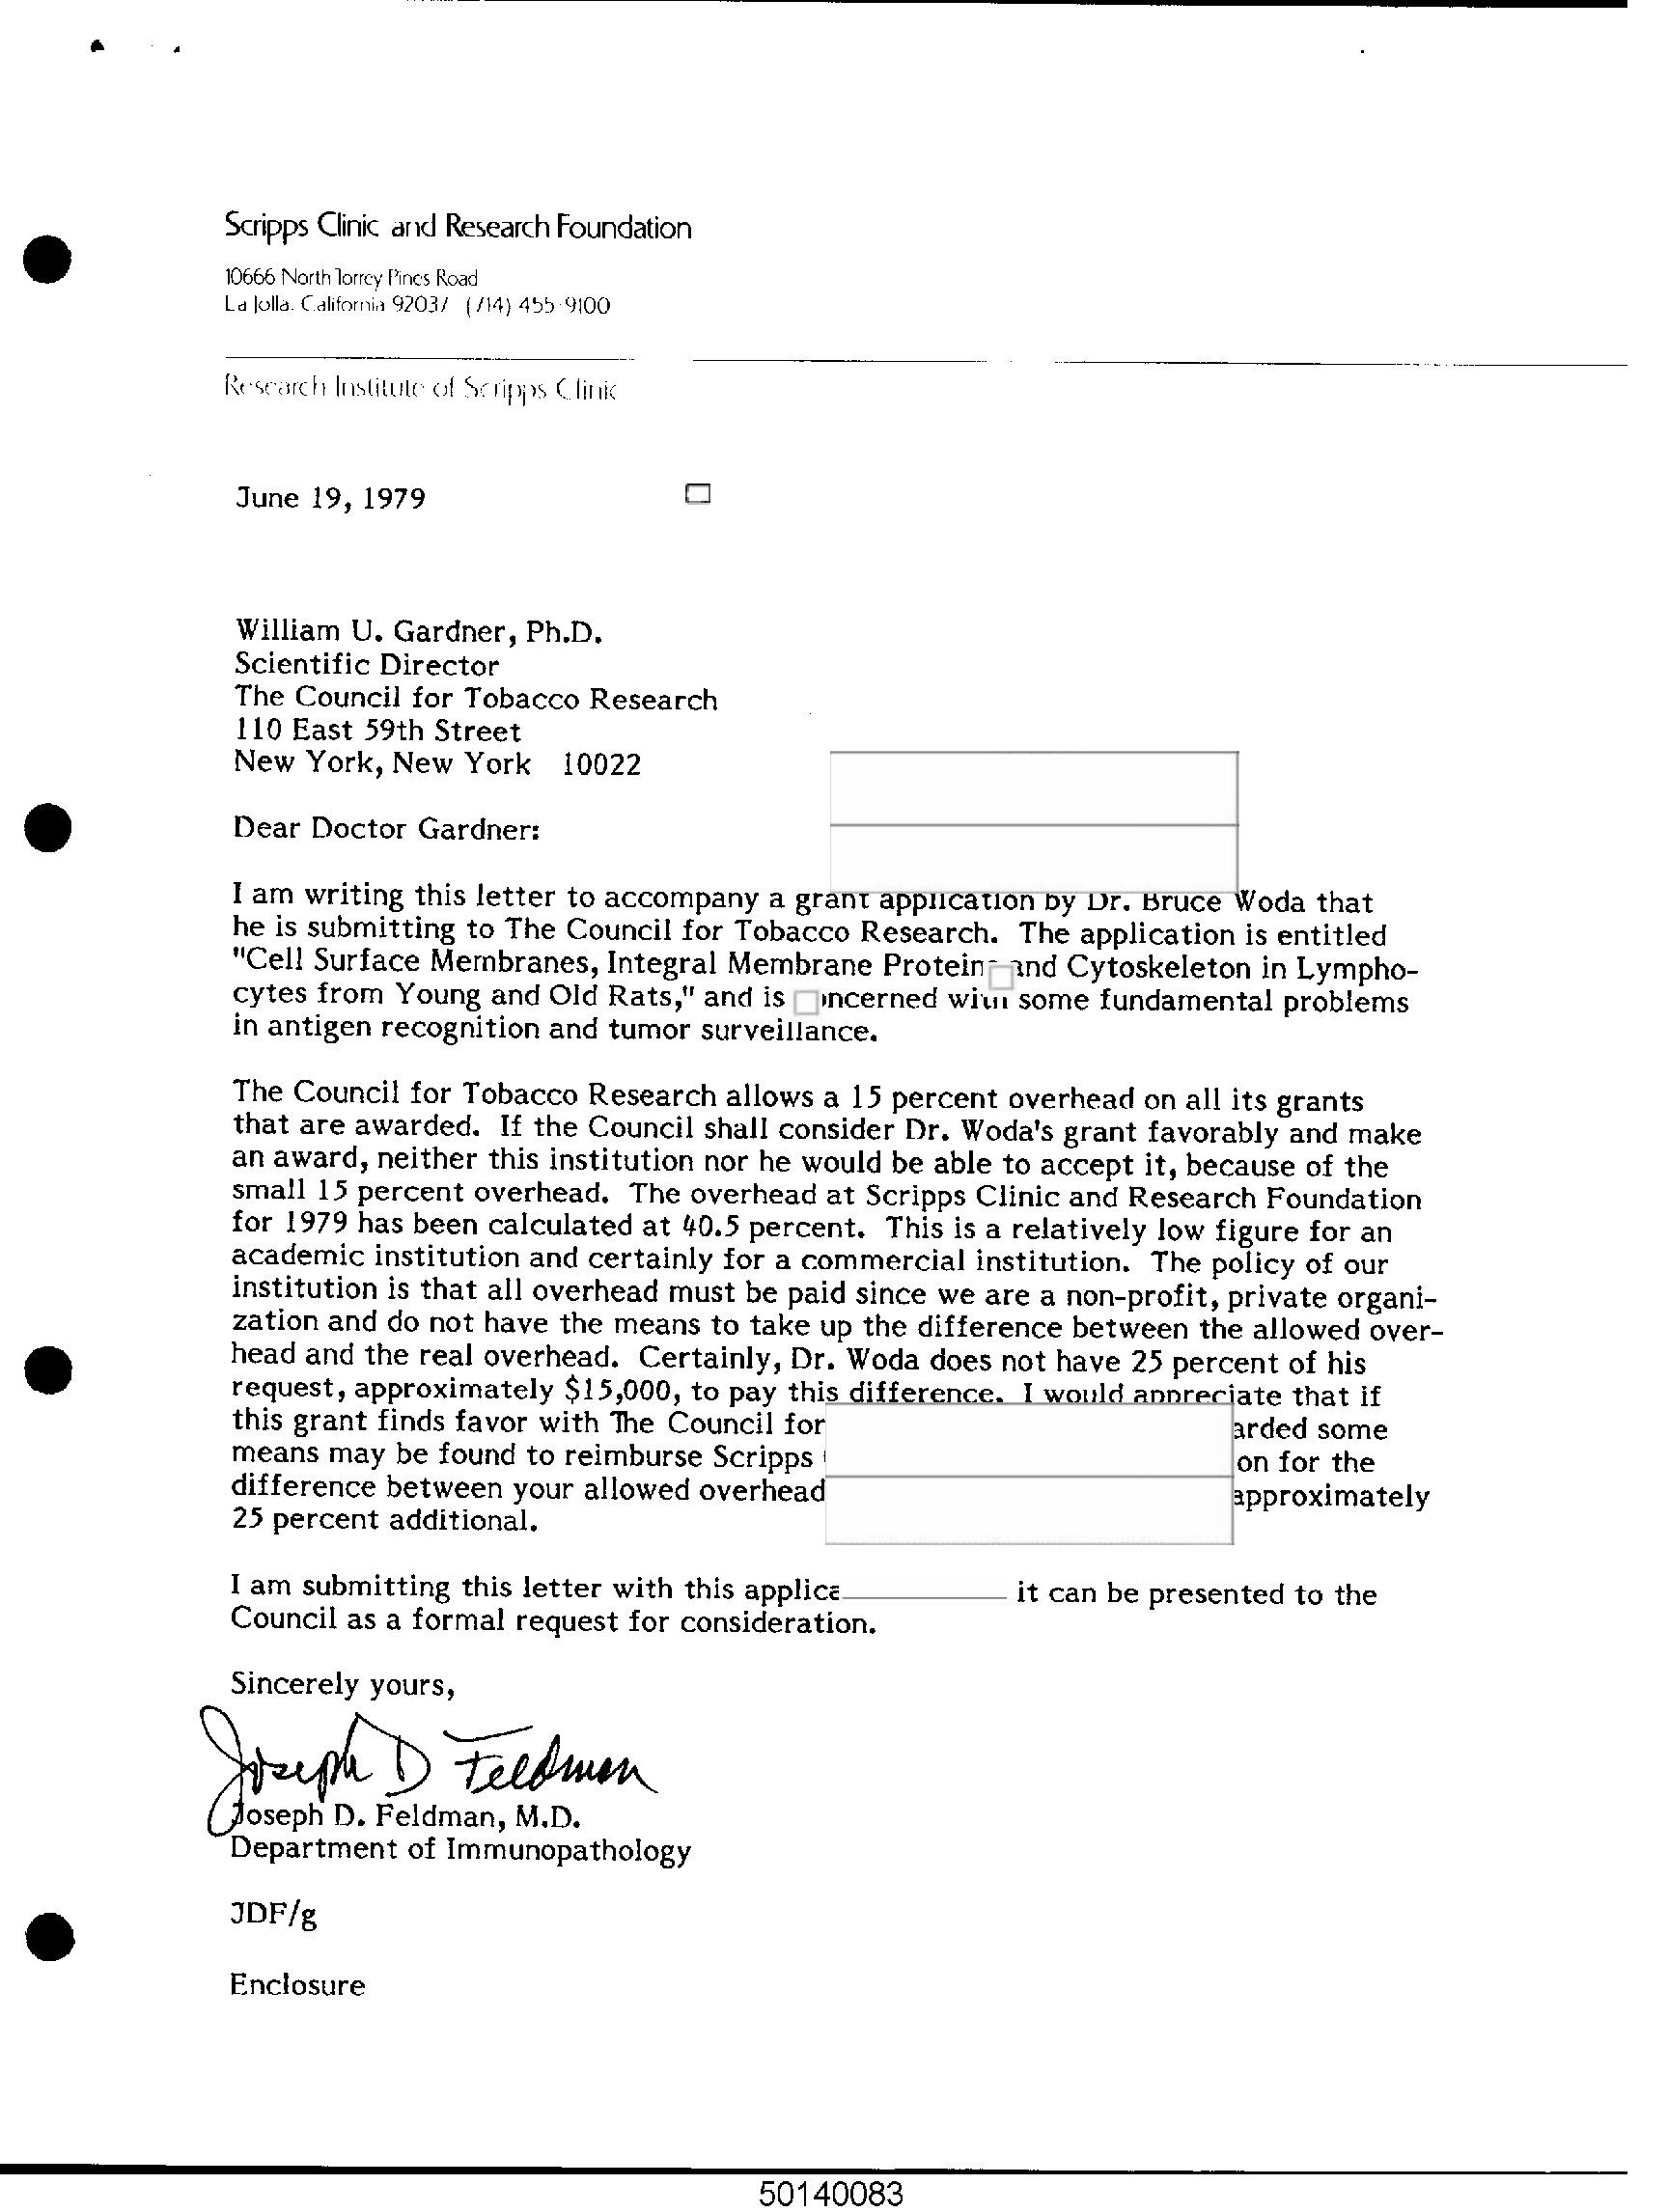 Scripps Clinic and Research Foundation
10666 North Torrey Pines Road
La Jolla, California 92037 (714) 455-9100
Research Institute of Scripps Clinic
June 19, 1979
William U. Gardner, Ph.D.
Scientific Director
The Council for Tobacco Research
110 East 59th Street
New York, New York 10022
Dear Doctor Gardner:
I am writing this letter to accompany a grant application by Dr. Bruce Woda that
he is submitting to The Council for Tobacco Research. The application is entitled
"Cell Surface Membranes, Integral Membrane Protein and Cytoskeleton in Lympho-
cytes from Young and Old Rats," and is ncerned with some fundamental problems
in antigen recognition and tumor surveillance.
The Council for Tobacco Research allows a 15 percent overhead on all its grants
that are awarded. If the Council shall consider Dr. Woda's grant favorably and make
an award, neither this institution nor he would be able to accept it, because of the
small 15 percent overhead. The overhead at Scripps Clinic and Research Foundation
for 1979 has been calculated at 40.5 percent. This is a relatively low figure for an
academic institution and certainly for a commercial institution. The policy of our
institution is that all overhead must be paid since we are a non-profit, private organi-
zation and do not have the means to take up the difference between the allowed over-
head and the real overhead. Certainly, Dr. Woda does not have 25 percent of his
request, approximately $15,000, to pay this difference. I would appreciate that if
this grant finds favor with The Council for arded some
means may be found to reimburse Scripps on for the
difference between your allowed overhead approximately
25 percent additional.
I am submitting this letter with this applica it can be presented to the
Council as a formal request for consideration.
Sincerely yours,
Joseph D Feldman
Joseph D. Feldman, M.D.
Department of Immunopathology
JDF/g
Enclosure
50140083